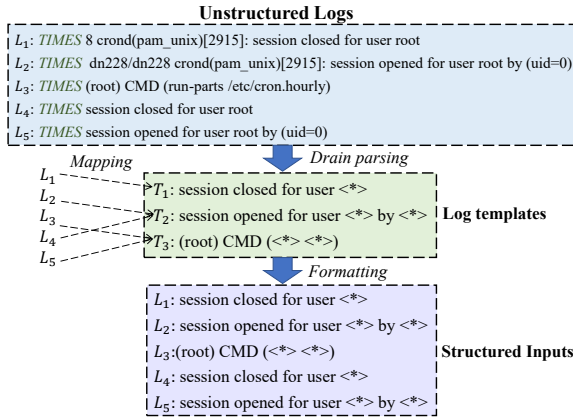 Unstructured Logs
L₁: TIMES 8 crond(pam_unix)[2915]: session closed for user root
L₂: TIMES dn228/dn228 crond(pam_unix)[2915]: session opened for user root by (uid=0)
L₃: TIMES (root) CMD (run-parts /etc/cron.hourly)
L₄: TIMES session closed for user root
L₅: TIMES session opened for user root by (uid=0)
Mapping
Drain parsing
L₁
L₂
L₃
L₄
L₅
T₁: session closed for user <*>
T₂: session opened for user <*> by <*>
T₃: (root) CMD (<*> <*>)
Log templates
Formatting
L₁: session closed for user <*>
L₂: session opened for user <*> by <*>
L₃:(root) CMD (<*> <*>)
L₄: session closed for user <*>
L₅: session opened for user <*> by <*>
Structured Inputs